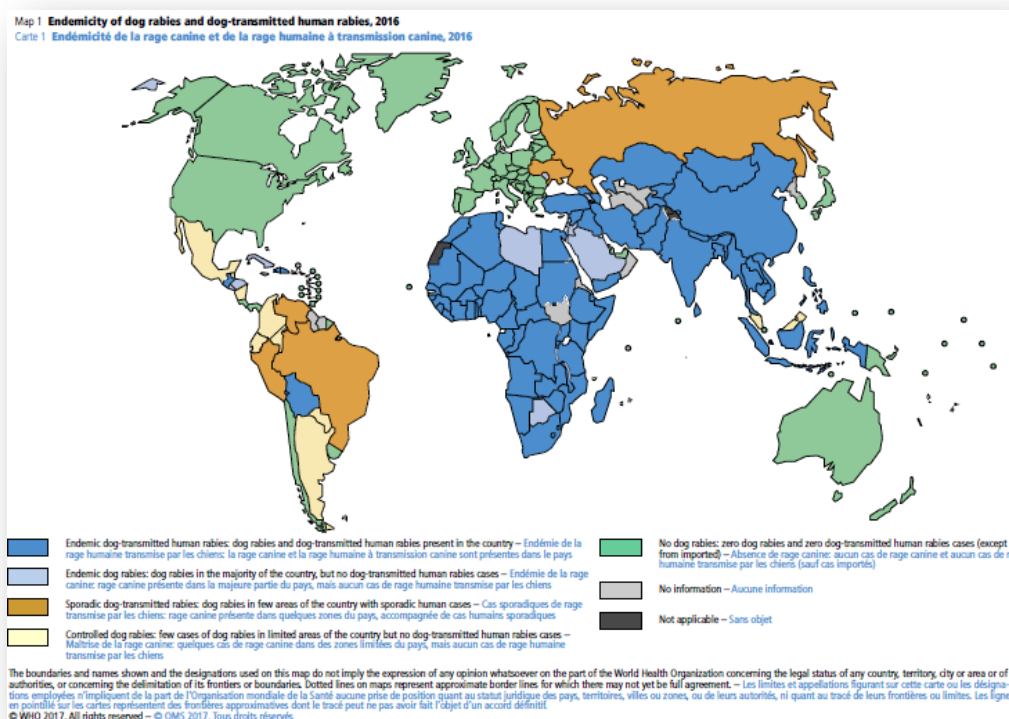 Map 1 Endemicity of dog rabies and dog-transmitted human rabies, 2016
Carte 1 Endémicité de la rage canine et de la rage humaine à transmission canine, 2016
Endemic dog-transmitted human rabies: dog rabies and dog-transmitted human rabies present in the country – Endémie de la
rage humaine transmise par les chiens: la rage canine et la rage humaine à transmission canine sont présentes dans le pays
Endemic dog rabies: dog rabies in the majority of the country, but no dog-transmitted human rabies cases – Endémie de la rage
canine: rage canine présente dans la majeure partie du pays, mais aucun cas de rage humaine transmise par les chiens
Sporadic dog-transmitted rabies: dog rabies in few areas of the country with sporadic human cases – Cas sporadiques de rage
transmise par les chiens: rage canine présente dans quelques zones du pays, accompagnée de cas humains sporadiques
Controlled dog rabies: few cases of dog rabies in limited areas of the country but no dog-transmitted human rabies cases –
Maîtrise de la rage canine: quelques cas de rage canine dans des zones limitées du pays, mais aucun cas de rage humaine
transmise par les chiens
No dog rabies: zero dog rabies and zero dog-transmitted human rabies cases (except
from imported) – Absence de rage canine: aucun cas de rage canine et aucun cas de
humaine transmise par les chiens (sauf cas importés)
No information – Aucune information
Not applicable – Sans objet
The boundaries and names shown and the designations used on this map do not imply the expression of any opinion whatsoever on the part of the World Health Organization concerning the legal status of any country, territory, city or area or of
authorities, or concerning the delimitation of its frontiers or boundaries. Dotted lines on maps represent approximate border lines for which there may not yet be full agreement. – Les limites et appellations figurant sur cette carte ou les désigna-
tions employées n'impliquent de la part de l'Organisation mondiale de la Santé aucune prise de position quant au statut juridique des pays, territoires, villes ou zones, ou de leurs autorités, ni quant au tracé de leurs frontières ou limites. Les ligne
en pointillé sur les cartes représentent des frontières approximatives dont le tracé peut ne pas avoir fait l'objet d'un accord définitif.
© WHO 2017. All rights reserved – © OMS 2017. Tous droits réservés